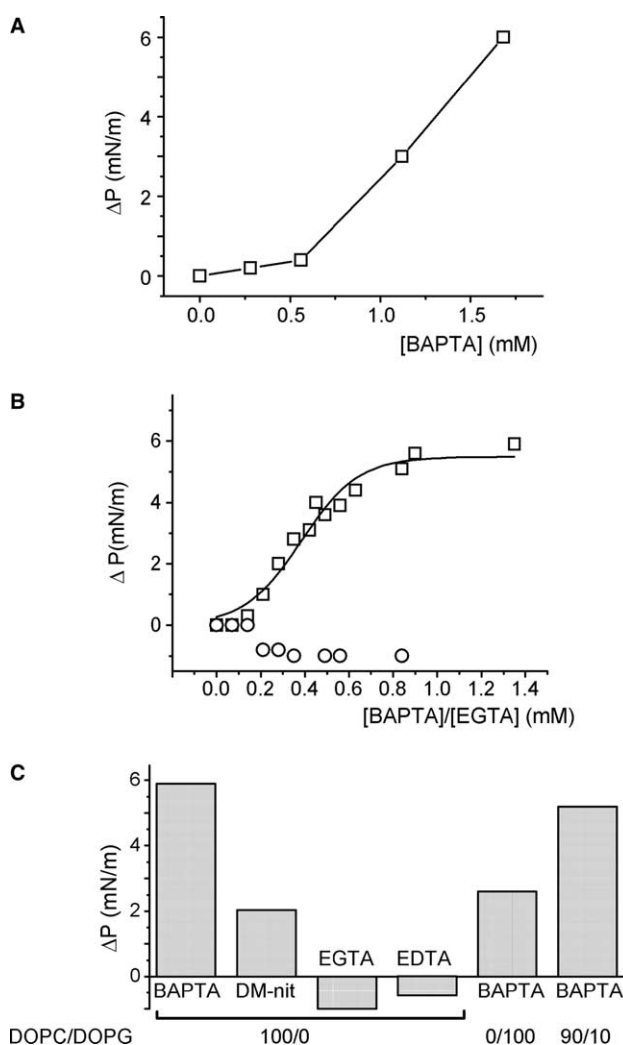 A
6
4
2
0
ΔP (mN/m)
0.0 0.5 1.0 1.5
[BAPTA] (mM)
B
6
4
2
0
Δ P(mN/m)
0.0 0.2 0.4 0.6 0.8 1.0 1.2 1.4
[BAPTA]/[EGTA] (mM)
C
6
4
2
0
ΔP (mN/m)
EGTA EDTA
BAPTA DM-nit BAPTA BAPTA
DOPC/DOPG 100/0 0/100 90/10